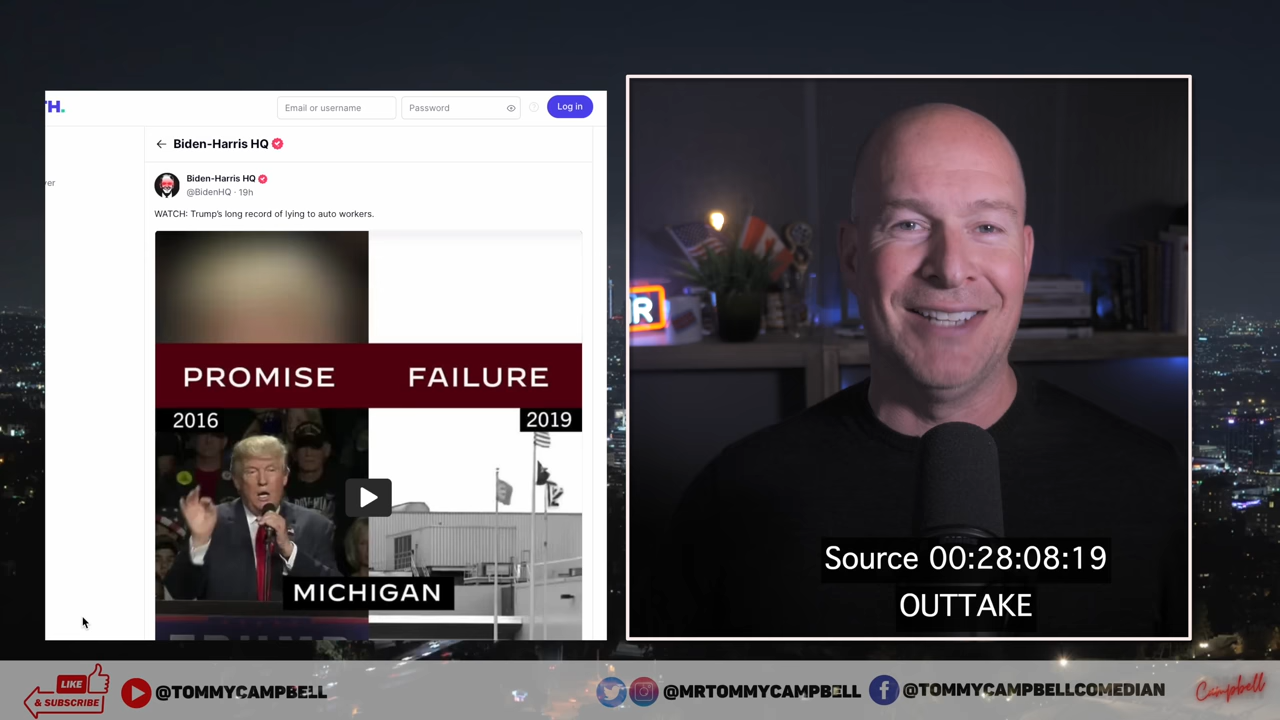 TH.
Email or username
Password
Log in
Biden-Harris HQ
ver
Biden-Harris HQ
@BidenHQ · 19h
WATCH: Trump's long record of lying to auto workers.
PROMISE
FAILURE
2016
2019
MICHIGAN
TRUMP
R
Source 00:28:08:19
OUTTAKE
LIKE
& SUBSCRIBE
@TOMMYCAMPBELL
@MRTOMMYCAMPBELL
@TOMMYCAMPBELLCOMEDIAN
Campbell